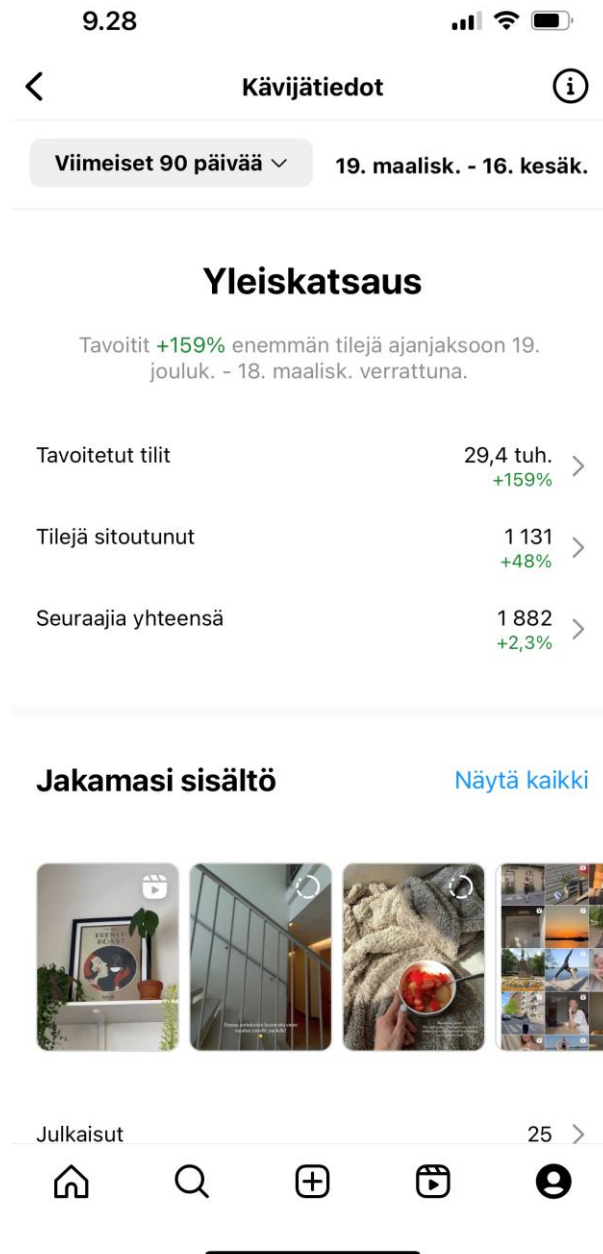 9.28
Kävijätiedot
Viimeiset 90 päivää
19. maalisk. - 16. kesäk.
Yleiskatsaus
Tavoitit +159% enemmän tilejä ajanjaksoon 19.
jouluk. - 18. maalisk. verrattuna.
Tavoitetut tilit
29,4 tuh.
+159%
Tilejä sitoutunut
1 131
+48%
Seuraajia yhteensä
1 882
+2,3%
Jakamasi sisältö
Näytä kaikki
FRENCH
ROAST
Julkaisut
25